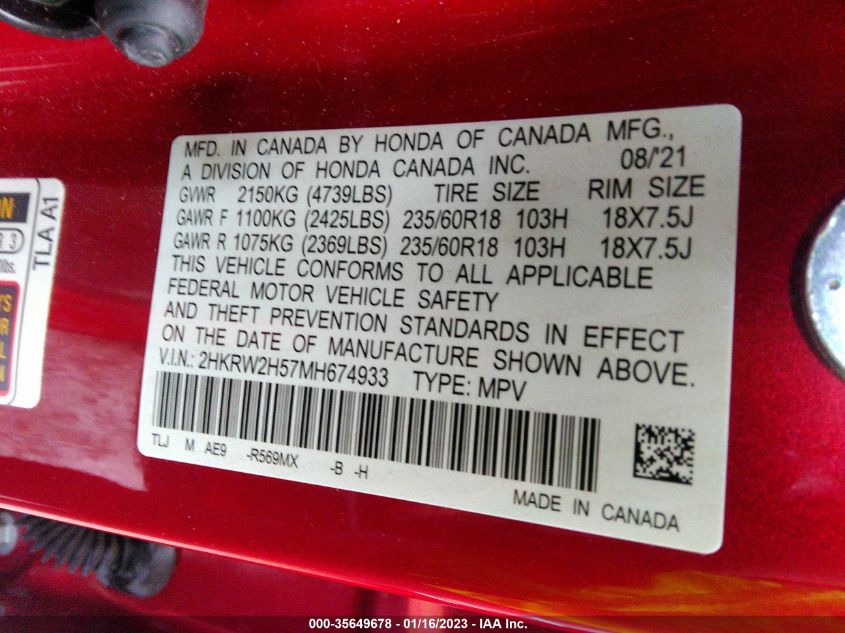 MFD. IN CANADA BY HONDA OF CANADA MFG.,
A DIVISION OF HONDA CANADA INC. 08/'21
GVWR 2150KG (4739LBS) TIRE SIZE RIM SIZE
GAWR F 1100KG (2425LBS) 235/60R18 103H 18X7.5J
GAWR R 1075KG (2369LBS) 235/60R18 103H 18X7.5J
THIS VEHICLE CONFORMS TO ALL APPLICABLE
FEDERAL MOTOR VEHICLE SAFETY
AND THEFT PREVENTION STANDARDS IN EFFECT
ON THE DATE OF MANUFACTURE SHOWN ABOVE.
V.I.N.: 2HKRW2H57MH674933 TYPE: MPV
TLJ M AE9 -R569MX -B -H
MADE IN CANADA
TLA A1
ON
R 3
lbs.
000-35649678 - 01/16/2023 - IAA Inc.